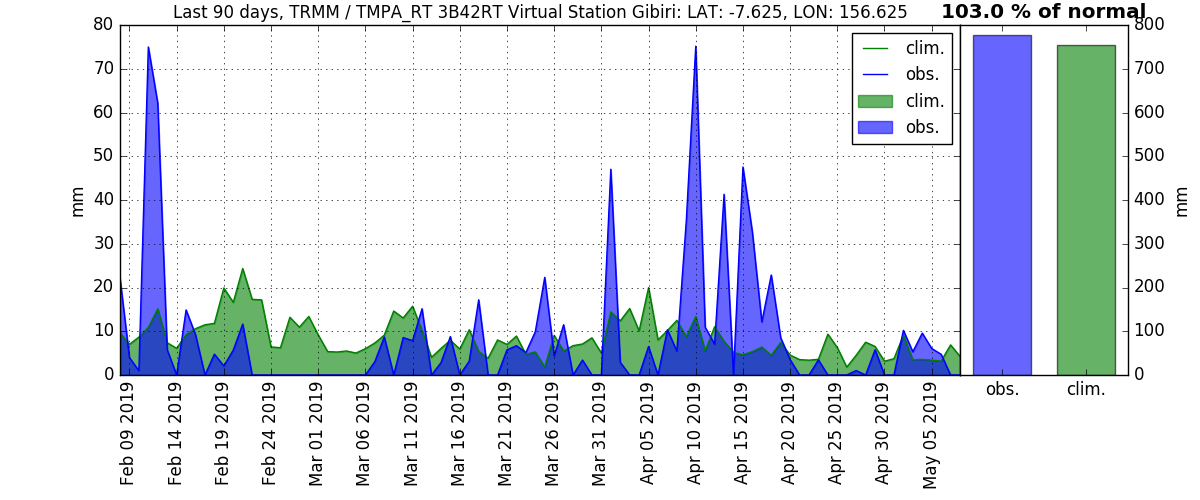 Last 90 days, TRMM / TMPA_RT 3B42RT Virtual Station Gibiri: LAT: -7.625, LON: 156.625
103.0 % of normal
80
70
60
50
40
30
20
10
0
mm
clim.
obs.
clim.
obs.
800
700
600
500
400
300
200
100
0
mm
Feb 09 2019
Feb 14 2019
Feb 19 2019
Feb 24 2019
Mar 01 2019
Mar 06 2019
Mar 11 2019
Mar 16 2019
Mar 21 2019
Mar 26 2019
Mar 31 2019
Apr 05 2019
Apr 10 2019
Apr 15 2019
Apr 20 2019
Apr 25 2019
Apr 30 2019
May 05 2019
obs.
clim.